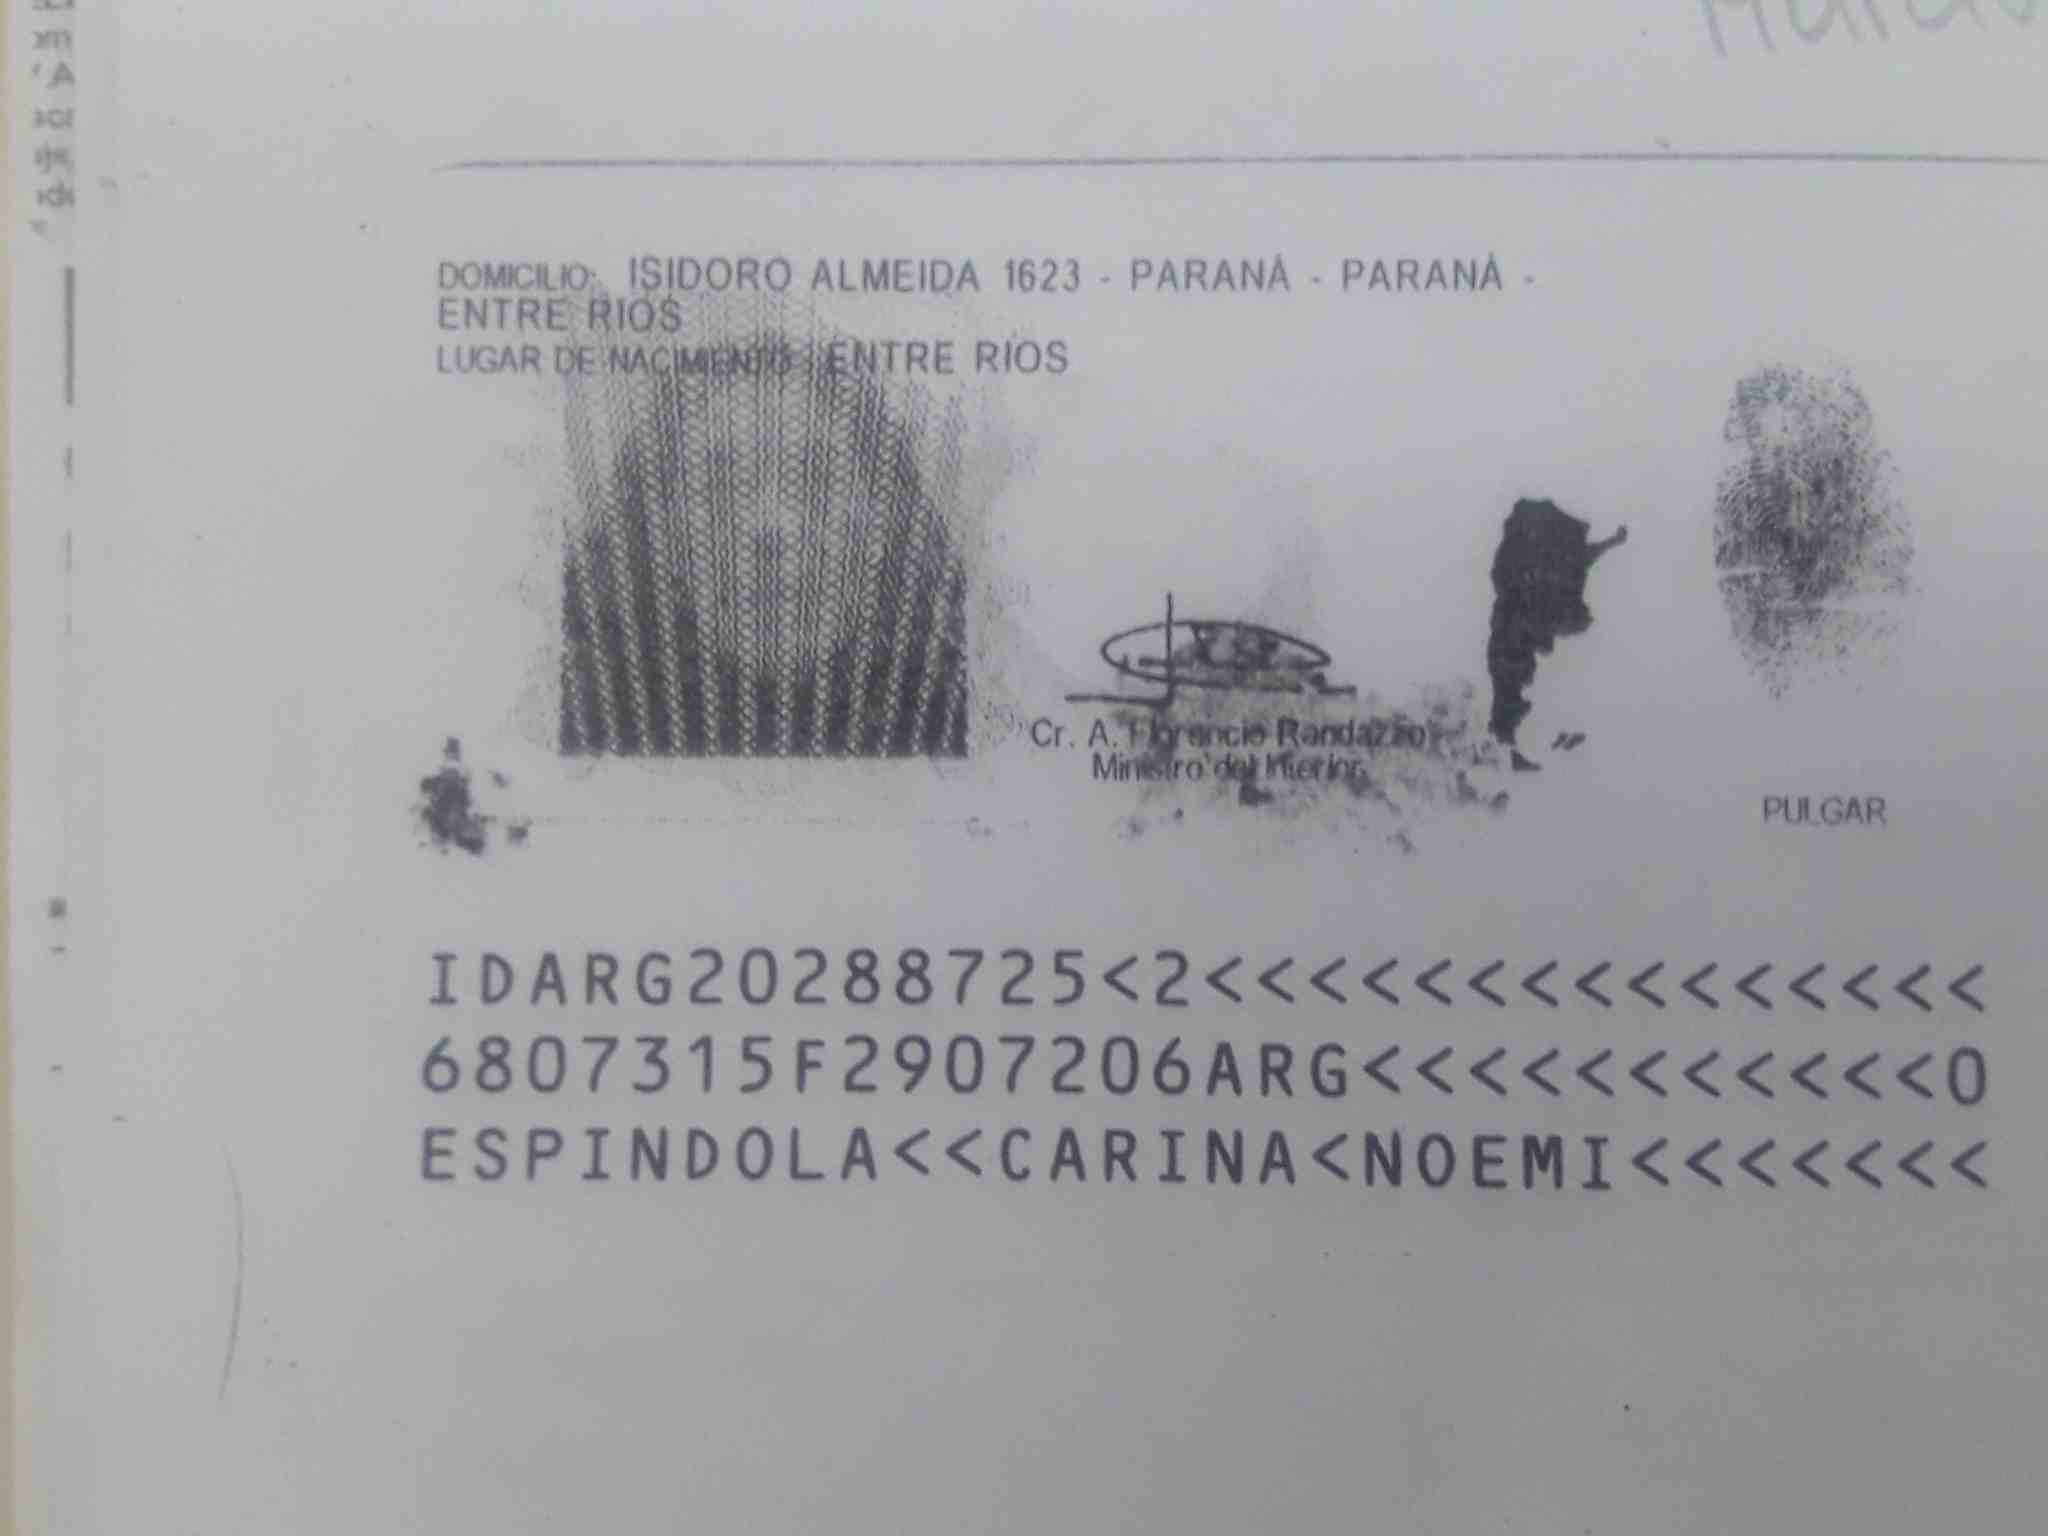 DOMICILIO: ISIDORO ALMEIDA 1623 - PARANÁ - PARANÁ -
ENTRE RIOS
LUGAR DE NACIMIENTO: ENTRE RIOS
Cr. A. Florencio Randazzo
Ministro del Interior
PULGAR
IDARG20288725<2<<<<<<<<<<<<<<<
6807315F2907206ARG<<<<<<<<<<<0
ESPINDOLA<<CARINA<NOEMI<<<<<<<